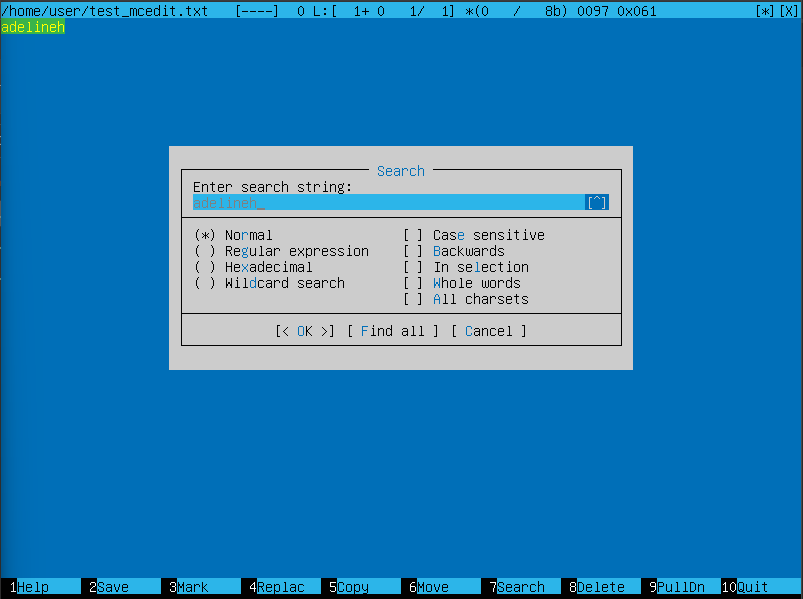 /home/user/test_mcedit.txt   [----]  0 L:[  1+ 0   1/  1] *(0   /   8b) 0097 0x061   [*][X]
adelineh
Search
Enter search string:
adelineh_ [^]
(*) Normal   [ ] Case sensitive
( ) Regular expression   [ ] Backwards
( ) Hexadecimal   [ ] In selection
( ) Wildcard search   [ ] Whole words
[ ] All charsets
[< OK >] [ Find all ] [ Cancel ]
1Help 2Save 3Mark 4Replac 5Copy 6Move 7Search 8Delete 9PullDn 10Quit